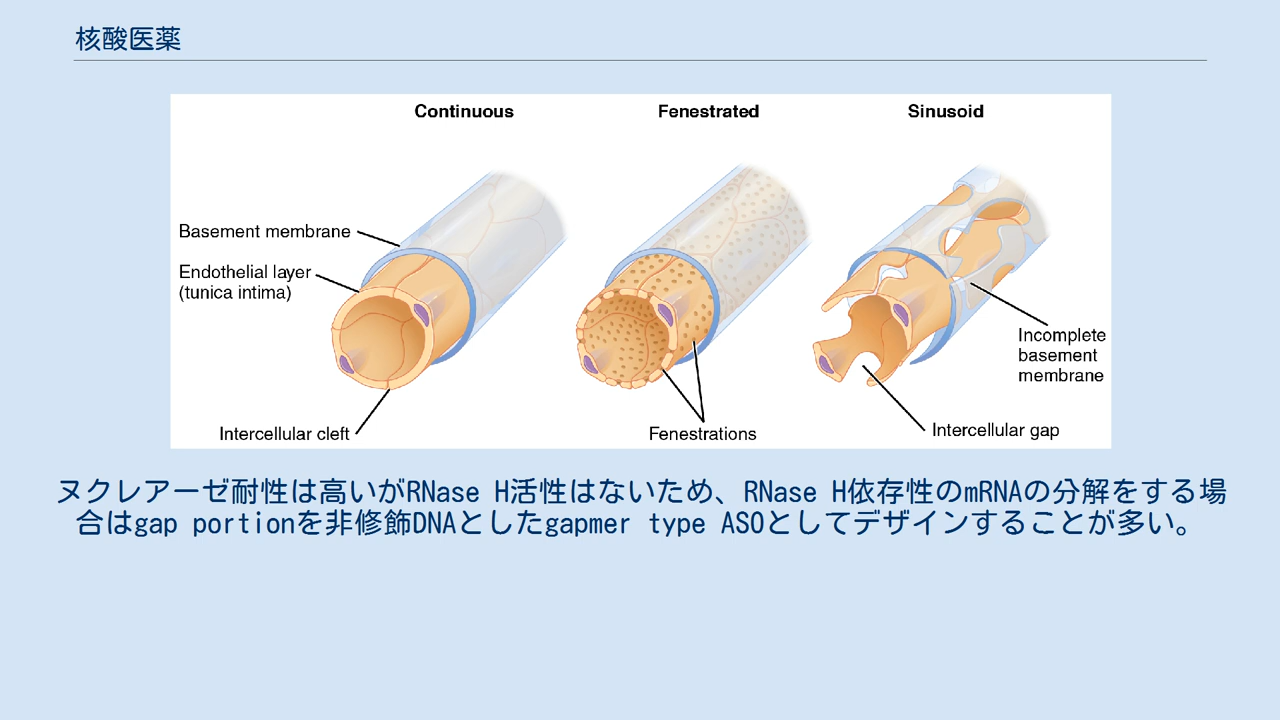 核酸医薬
Continuous
Fenestrated
Sinusoid
Basement membrane
Endothelial layer
(tunica intima)
Intercellular cleft
Fenestrations
Incomplete
basement
membrane
Intercellular gap
ヌクレアーゼ耐性は高いがRNase H活性はないため、RNase H依存性のmRNAの分解をする場
合はgap portionを非修飾DNAとしたgapmer type ASOとしてデザインすることが多い。